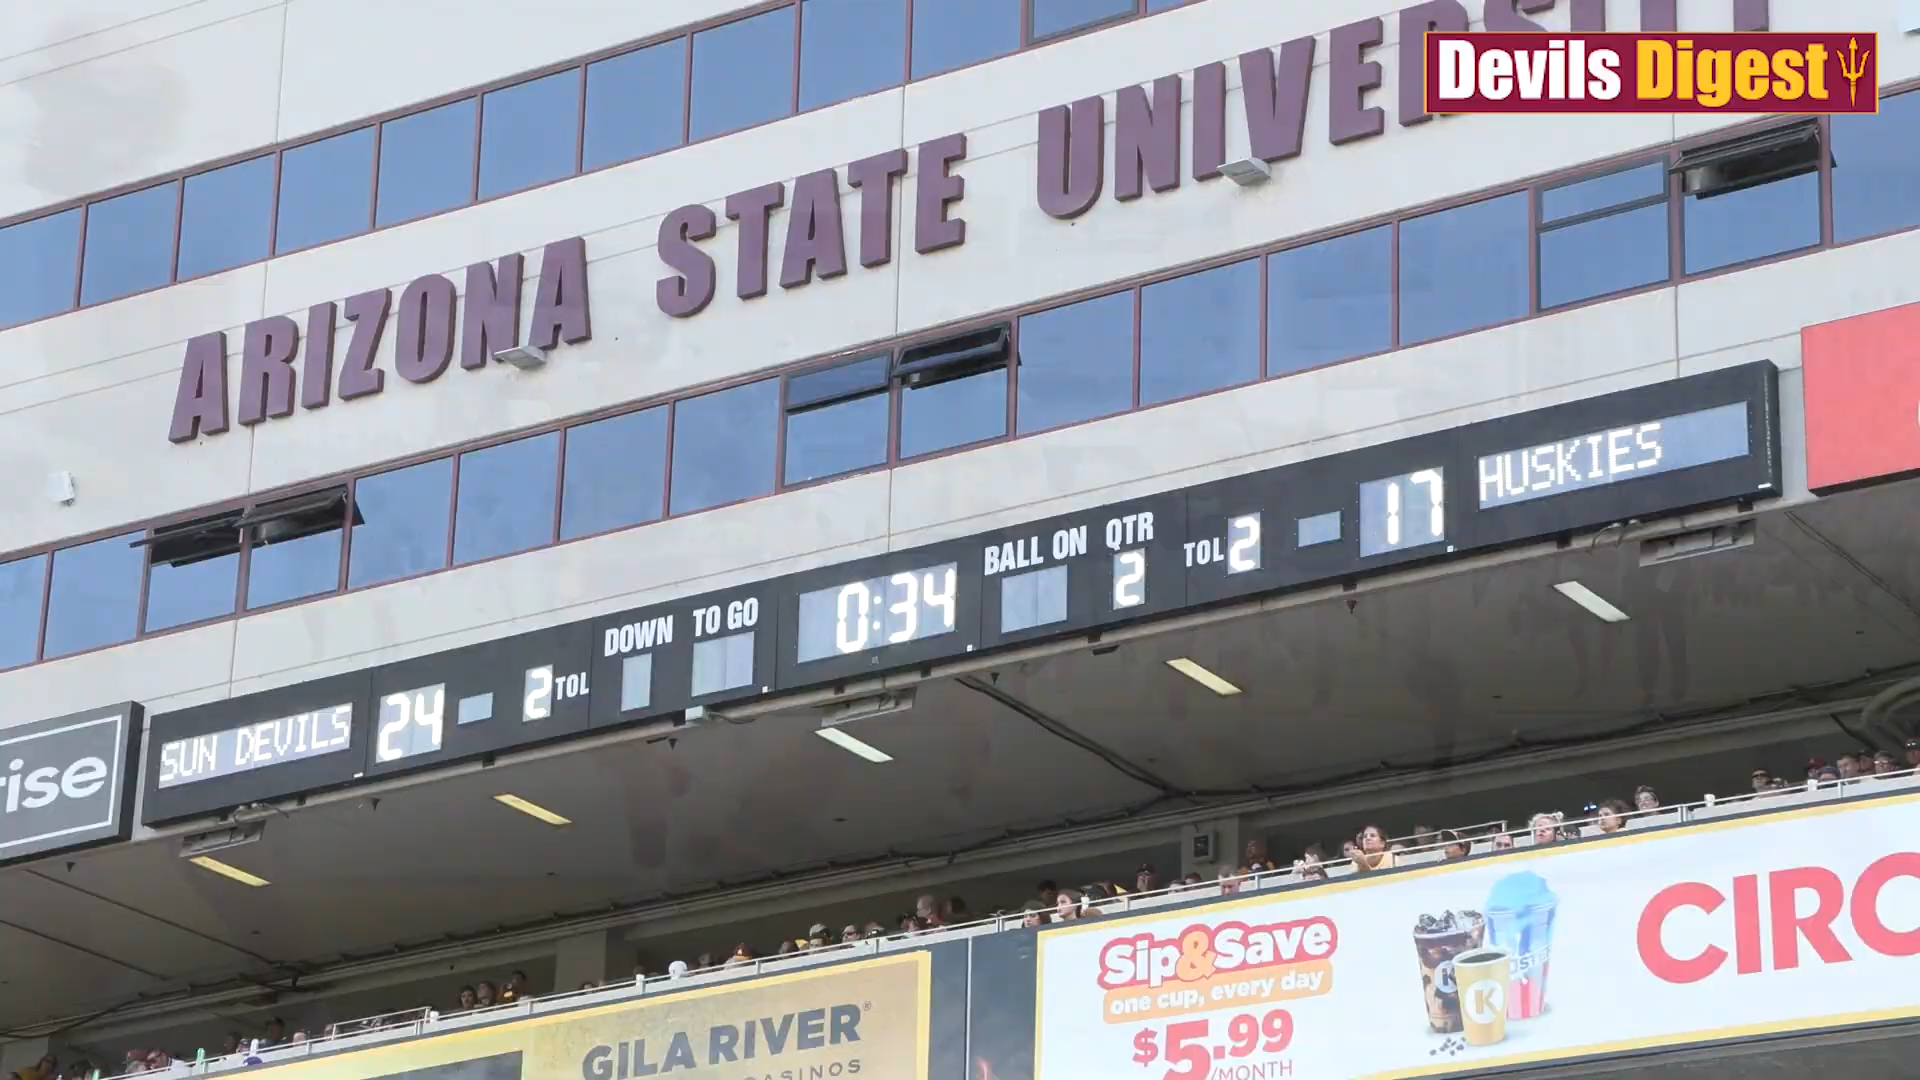 Devils Digest
ARIZONA STATE UNIVERSITY
HUSKIES
17
TOL 2
BALL ON QTR
2
0:34
DOWN TO GO
2 TOL
24
SUN DEVILS
rise
Sip&Save
one cup, every day
$5.99
/MONTH
CIRC
GILA RIVER®
CASINOS
K